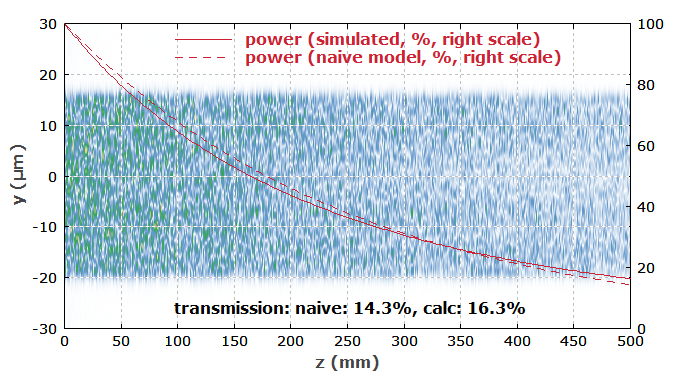 power (simulated, %, right scale)
power (naive model, %, right scale)
30
20
10
0
-10
-20
-30
y (μm)
100
80
60
40
20
0
transmission: naive: 14.3%, calc: 16.3%
0 50 100 150 200 250 300 350 400 450 500
z (mm)